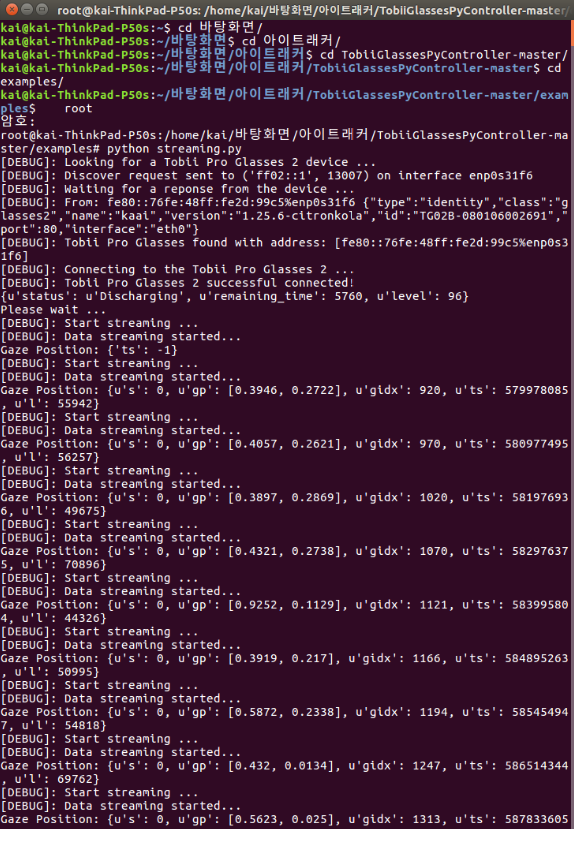 root@kai-ThinkPad-P50s: /home/kai/바탕화면/아이트래커/TobiiGlassesPyController-master/
kai@kai-ThinkPad-P50s:~$ cd 바탕화면/
kai@kai-ThinkPad-P50s:~/바탕화면$ cd 아이트래커/
kai@kai-ThinkPad-P50s:~/바탕화면/아이트래커$ cd TobiiGlassesPyController-master/
kai@kai-ThinkPad-P50s:~/바탕화면/아이트래커/TobiiGlassesPyController-master$ cd
examples/
kai@kai-ThinkPad-P50s:~/바탕화면/아이트래커/TobiiGlassesPyController-master/exam
ples$    root
암호:
root@kai-ThinkPad-P50s:/home/kai/바탕화면/아이트래커/TobiiGlassesPyController-ma
ster/examples# python streaming.py
[DEBUG]: Looking for a Tobii Pro Glasses 2 device ...
[DEBUG]: Discover request sent to ('ff02::1', 13007) on interface enp0s31f6
[DEBUG]: Waiting for a reponse from the device ...
[DEBUG]: From: fe80::76fe:48ff:fe2d:99c5%enp0s31f6 {"type":"identity","class":"g
lasses2","name":"kaai","version":"1.25.6-citronkola","id":"TG02B-080106002691","
port":80,"interface":"eth0"}
[DEBUG]: Tobii Pro Glasses found with address: [fe80::76fe:48ff:fe2d:99c5%enp0s3
1f6]
[DEBUG]: Connecting to the Tobii Pro Glasses 2 ...
[DEBUG]: Tobii Pro Glasses 2 successful connected!
{u'status': u'Discharging', u'remaining_time': 5760, u'level': 96}
Please wait ...
[DEBUG]: Start streaming ...
[DEBUG]: Data streaming started...
Gaze Position: {'ts': -1}
[DEBUG]: Start streaming ...
[DEBUG]: Data streaming started...
Gaze Position: {u's': 0, u'gp': [0.3946, 0.2722], u'gidx': 920, u'ts': 579978085
, u'l': 55942}
[DEBUG]: Start streaming ...
[DEBUG]: Data streaming started...
Gaze Position: {u's': 0, u'gp': [0.4057, 0.2621], u'gidx': 970, u'ts': 580977495
, u'l': 56257}
[DEBUG]: Start streaming ...
[DEBUG]: Data streaming started...
Gaze Position: {u's': 0, u'gp': [0.3897, 0.2869], u'gidx': 1020, u'ts': 58197693
6, u'l': 49675}
[DEBUG]: Start streaming ...
[DEBUG]: Data streaming started...
Gaze Position: {u's': 0, u'gp': [0.4321, 0.2738], u'gidx': 1070, u'ts': 58297637
5, u'l': 70896}
[DEBUG]: Start streaming ...
[DEBUG]: Data streaming started...
Gaze Position: {u's': 0, u'gp': [0.9252, 0.1129], u'gidx': 1121, u'ts': 58399580
4, u'l': 44326}
[DEBUG]: Start streaming ...
[DEBUG]: Data streaming started...
Gaze Position: {u's': 0, u'gp': [0.3919, 0.217], u'gidx': 1166, u'ts': 584895263
, u'l': 50995}
[DEBUG]: Start streaming ...
[DEBUG]: Data streaming started...
Gaze Position: {u's': 0, u'gp': [0.5872, 0.2338], u'gidx': 1194, u'ts': 58545494
7, u'l': 54818}
[DEBUG]: Start streaming ...
[DEBUG]: Data streaming started...
Gaze Position: {u's': 0, u'gp': [0.432, 0.0134], u'gidx': 1247, u'ts': 586514344
, u'l': 69762}
[DEBUG]: Start streaming ...
[DEBUG]: Data streaming started...
Gaze Position: {u's': 0, u'gp': [0.5623, 0.025], u'gidx': 1313, u'ts': 587833605